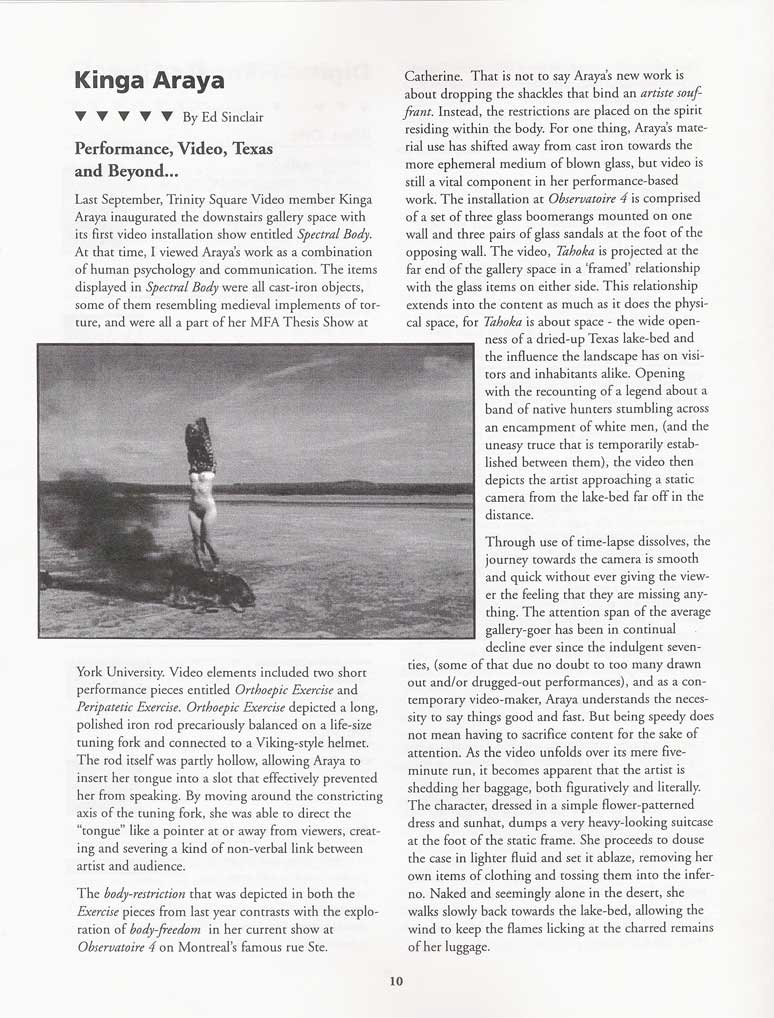 Kinga Araya
▼ ▼ ▼ ▼ ▼ By Ed Sinclair
Performance, Video, Texas
and Beyond...
Last September, Trinity Square Video member Kinga
Araya inaugurated the downstairs gallery space with
its first video installation show entitled Spectral Body.
At that time, I viewed Araya's work as a combination
of human psychology and communication. The items
displayed in Spectral Body were all cast-iron objects,
some of them resembling medieval implements of tor-
ture, and were all a part of her MFA Thesis Show at
York University. Video elements included two short
performance pieces entitled Orthoepic Exercise and
Peripatetic Exercise. Orthoepic Exercise depicted a long,
polished iron rod precariously balanced on a life-size
tuning fork and connected to a Viking-style helmet.
The rod itself was partly hollow, allowing Araya to
insert her tongue into a slot that effectively prevented
her from speaking. By moving around the constricting
axis of the tuning fork, she was able to direct the
“tongue” like a pointer at or away from viewers, creat-
ing and severing a kind of non-verbal link between
artist and audience.
The body-restriction that was depicted in both the
Exercise pieces from last year contrasts with the explo-
ration of body-freedom in her current show at
Observatoire 4 on Montreal's famous rue Ste.
Catherine. That is not to say Araya's new work is
about dropping the shackles that bind an artiste souf-
frant. Instead, the restrictions are placed on the spirit
residing within the body. For one thing, Araya's mate-
rial use has shifted away from cast iron towards the
more ephemeral medium of blown glass, but video is
still a vital component in her performance-based
work. The installation at Observatoire 4 is comprised
of a set of three glass boomerangs mounted on one
wall and three pairs of glass sandals at the foot of the
opposing wall. The video, Tahoka is projected at the
far end of the gallery space in a ‘framed’ relationship
with the glass items on either side. This relationship
extends into the content as much as it does the physi-
cal space, for Tahoka is about space - the wide open-
ness of a dried-up Texas lake-bed and
the influence the landscape has on visi-
tors and inhabitants alike. Opening
with the recounting of a legend about a
band of native hunters stumbling across
an encampment of white men, (and the
uneasy truce that is temporarily estab-
lished between them), the video then
depicts the artist approaching a static
camera from the lake-bed far off in the
distance.
Through use of time-lapse dissolves, the
journey towards the camera is smooth
and quick without ever giving the view-
er the feeling that they are missing any-
thing. The attention span of the average
gallery-goer has been in continual
decline ever since the indulgent seven-
ties, (some of that due no doubt to too many drawn
out and/or drugged-out performances), and as a con-
temporary video-maker, Araya understands the neces-
sity to say things good and fast. But being speedy does
not mean having to sacrifice content for the sake of
attention. As the video unfolds over its mere five-
minute run, it becomes apparent that the artist is
shedding her baggage, both figuratively and literally.
The character, dressed in a simple flower-patterned
dress and sunhat, dumps a very heavy-looking suitcase
at the foot of the static frame. She proceeds to douse
the case in lighter fluid and set it ablaze, removing her
own items of clothing and tossing them into the infer-
no. Naked and seemingly alone in the desert, she
walks slowly back towards the lake-bed, allowing the
wind to keep the flames licking at the charred remains
of her luggage.
10